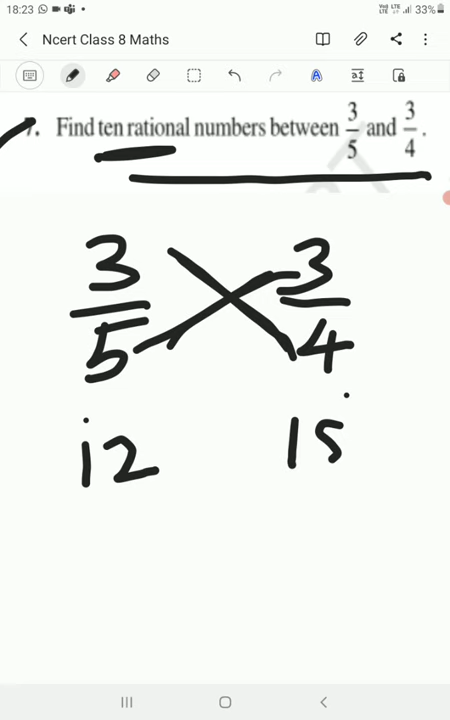 18:23 33%
Ncert Class 8 Maths
7. Find ten rational numbers between 3/5 and 3/4.
3/5 3/4
12 15